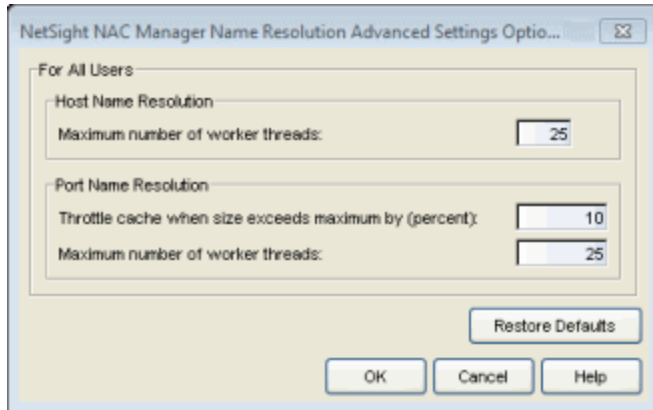 NetSight NAC Manager Name Resolution Advanced Settings Optio...
For All Users
Host Name Resolution
Maximum number of worker threads: 25
Port Name Resolution
Throttle cache when size exceeds maximum by (percent): 10
Maximum number of worker threads: 25
Restore Defaults
OK Cancel Help